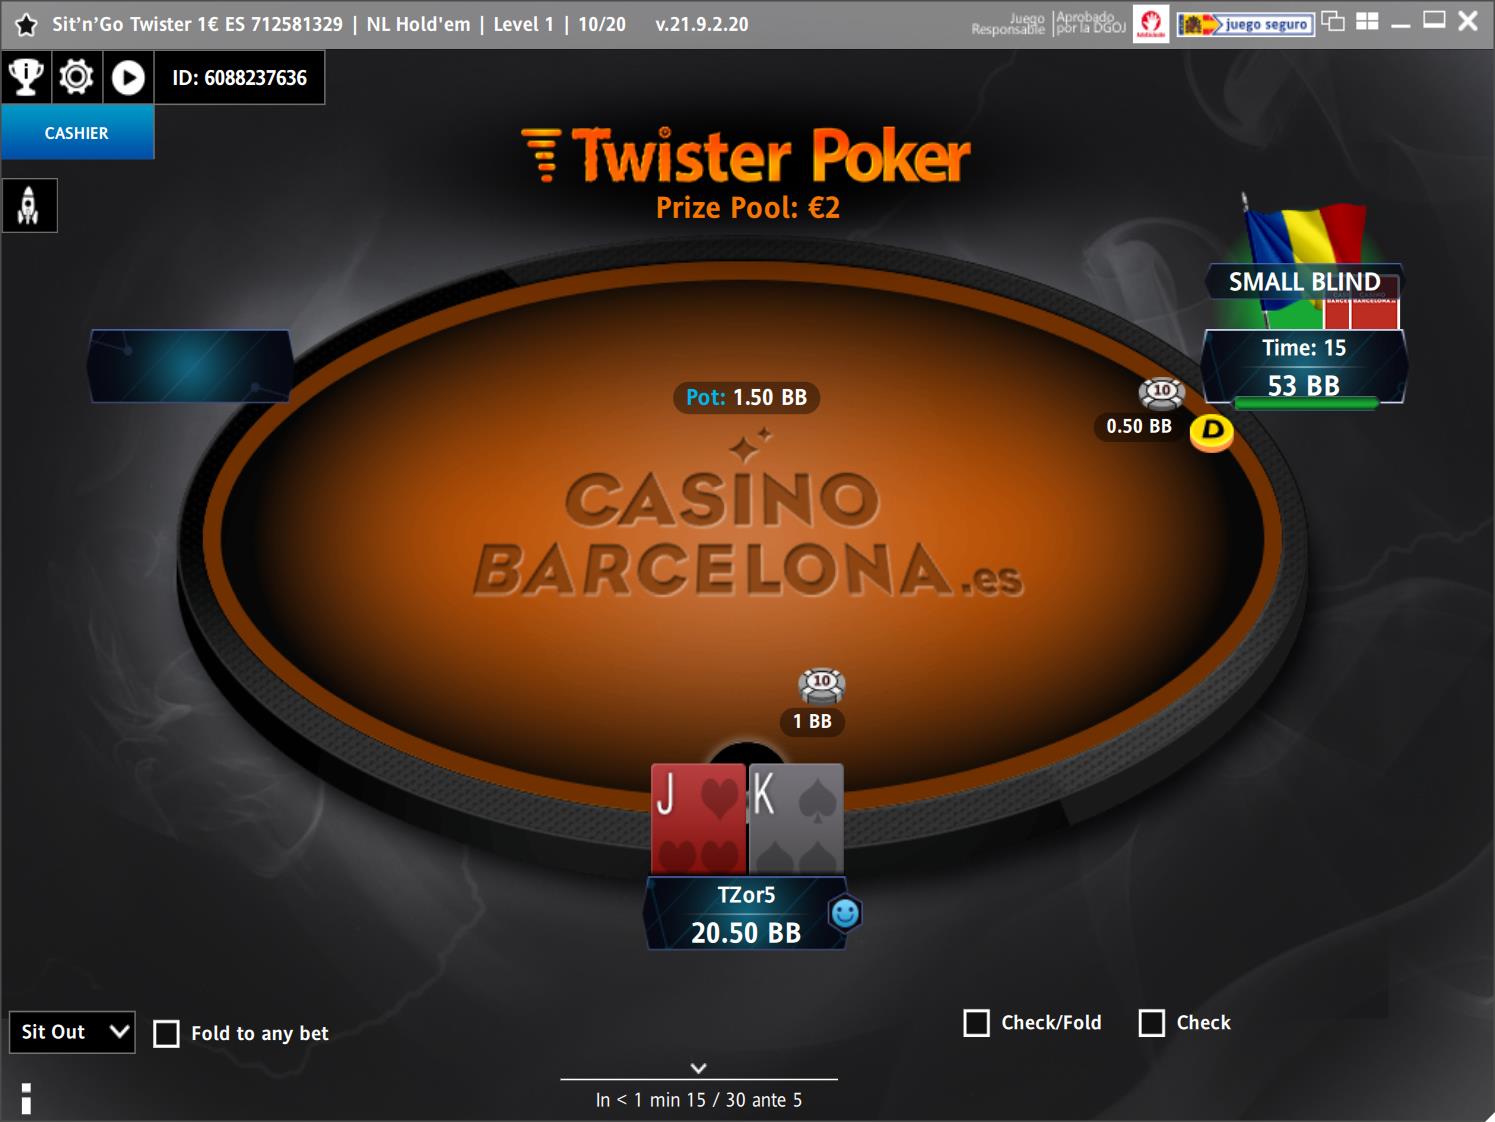 Sit'n'Go Twister 1€ ES 712581329 | NL Hold'em | Level 1 | 10/20 v.21.9.2.20
Juego Responsable
Aprobado por la DGOJ
juego seguro
ID: 6088237636
CASHIER
Twister Poker
Prize Pool: €2
SMALL BLIND
Time: 15
53 BB
Pot: 1.50 BB
10
0.50 BB
D
CASINO
BARCELONA.es
10
1 BB
J K
TZor5
20.50 BB
Sit Out
Fold to any bet
Check/Fold
Check
In < 1 min 15 / 30 ante 5